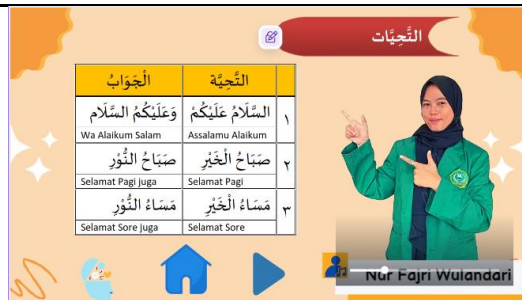 التَّحِيَّات
التَّحِيَّة الْجَوَابُ
١ السَّلَامُ عَلَيْكُمْ وَعَلَيْكُمُ السَّلَام
Assalamu Alaikum Wa Alaikum Salam
٢ صَبَاحُ الْخَيْرِ صَبَاحُ النُّوْرِ
Selamat Pagi Selamat Pagi juga
٣ مَسَاءُ الْخَيْرِ مَسَاءُ النُّوْرِ
Selamat Sore Selamat Sore juga
Nur Fajri Wulandari